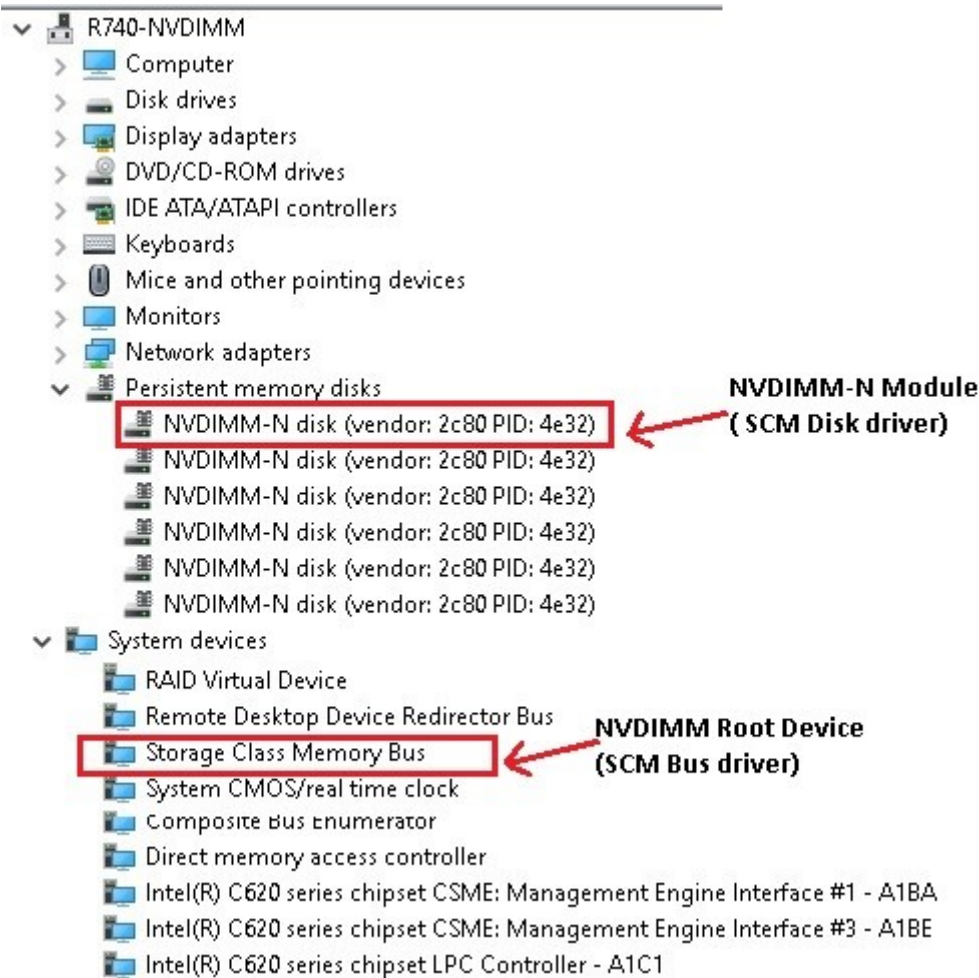 R740-NVDIMM
Computer
Disk drives
Display adapters
DVD/CD-ROM drives
IDE ATA/ATAPI controllers
Keyboards
Mice and other pointing devices
Monitors
Network adapters
Persistent memory disks
NVDIMM-N Module
NVDIMM-N disk (vendor: 2c80 PID: 4e32)
( SCM Disk driver)
NVDIMM-N disk (vendor: 2c80 PID: 4e32)
NVDIMM-N disk (vendor: 2c80 PID: 4e32)
NVDIMM-N disk (vendor: 2c80 PID: 4e32)
NVDIMM-N disk (vendor: 2c80 PID: 4e32)
NVDIMM-N disk (vendor: 2c80 PID: 4e32)
System devices
RAID Virtual Device
Remote Desktop Device Redirector Bus
NVDIMM Root Device
Storage Class Memory Bus
(SCM Bus driver)
System CMOS/real time clock
Composite Bus Enumerator
Direct memory access controller
Intel(R) C620 series chipset CSME: Management Engine Interface #1 - A1BA
Intel(R) C620 series chipset CSME: Management Engine Interface #3 - A1BE
Intel(R) C620 series chipset LPC Controller - A1C1